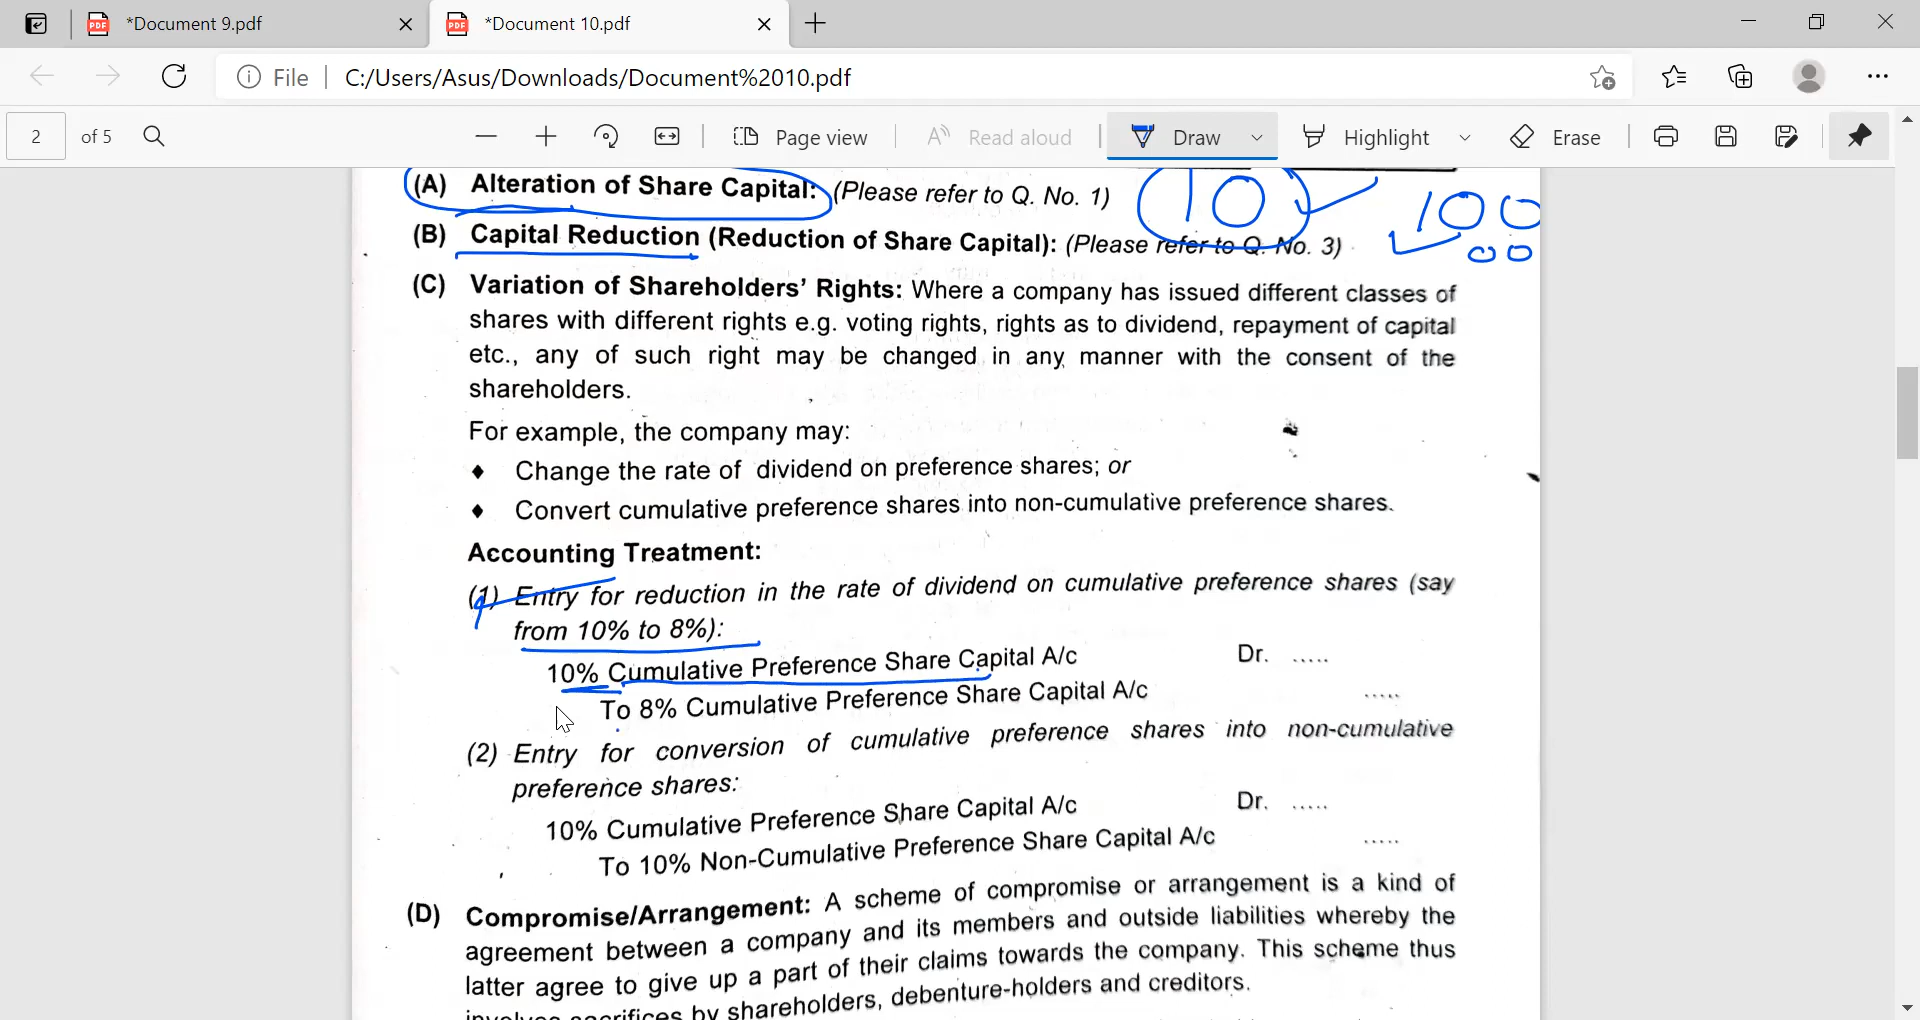 *Document 9.pdf
*Document 10.pdf
File C:/Users/Asus/Downloads/Document%2010.pdf
2 of 5 Page view Read aloud Draw Highlight Erase
(A) Alteration of Share Capital: (Please refer to Q. No. 1) 10 100
(B) Capital Reduction (Reduction of Share Capital): (Please refer to Q. No. 3) 00
(C) Variation of Shareholders' Rights: Where a company has issued different classes of
shares with different rights e.g. voting rights, rights as to dividend, repayment of capital
etc., any of such right may be changed in any manner with the consent of the
shareholders.
For example, the company may:
♦ Change the rate of dividend on preference shares; or
♦ Convert cumulative preference shares into non-cumulative preference shares.
Accounting Treatment:
(1) Entry for reduction in the rate of dividend on cumulative preference shares (say
from 10% to 8%):
10% Cumulative Preference Share Capital A/c Dr. .....
To 8% Cumulative Preference Share Capital A/c .....
(2) Entry for conversion of cumulative preference shares into non-cumulative
preference shares:
10% Cumulative Preference Share Capital A/c Dr. .....
To 10% Non-Cumulative Preference Share Capital A/c .....
(D) Compromise/Arrangement: A scheme of compromise or arrangement is a kind of
agreement between a company and its members and outside liabilities whereby the
latter agree to give up a part of their claims towards the company. This scheme thus
involves sacrifices by shareholders, debenture-holders and creditors.